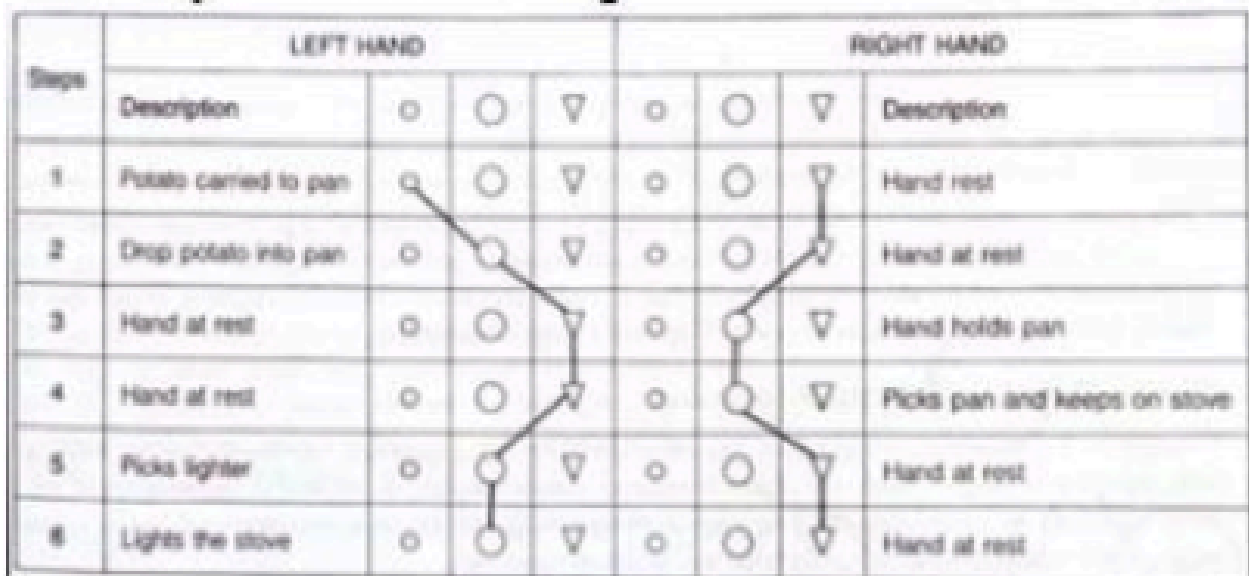 LEFT HAND RIGHT HAND
Steps
Description Description
1 Potato carried to pan Hand rest
2 Drop potato into pan Hand at rest
3 Hand at rest Hand holds pan
4 Hand at rest Picks pan and keeps on stove
5 Picks lighter Hand at rest
6 Lights the stove Hand at rest